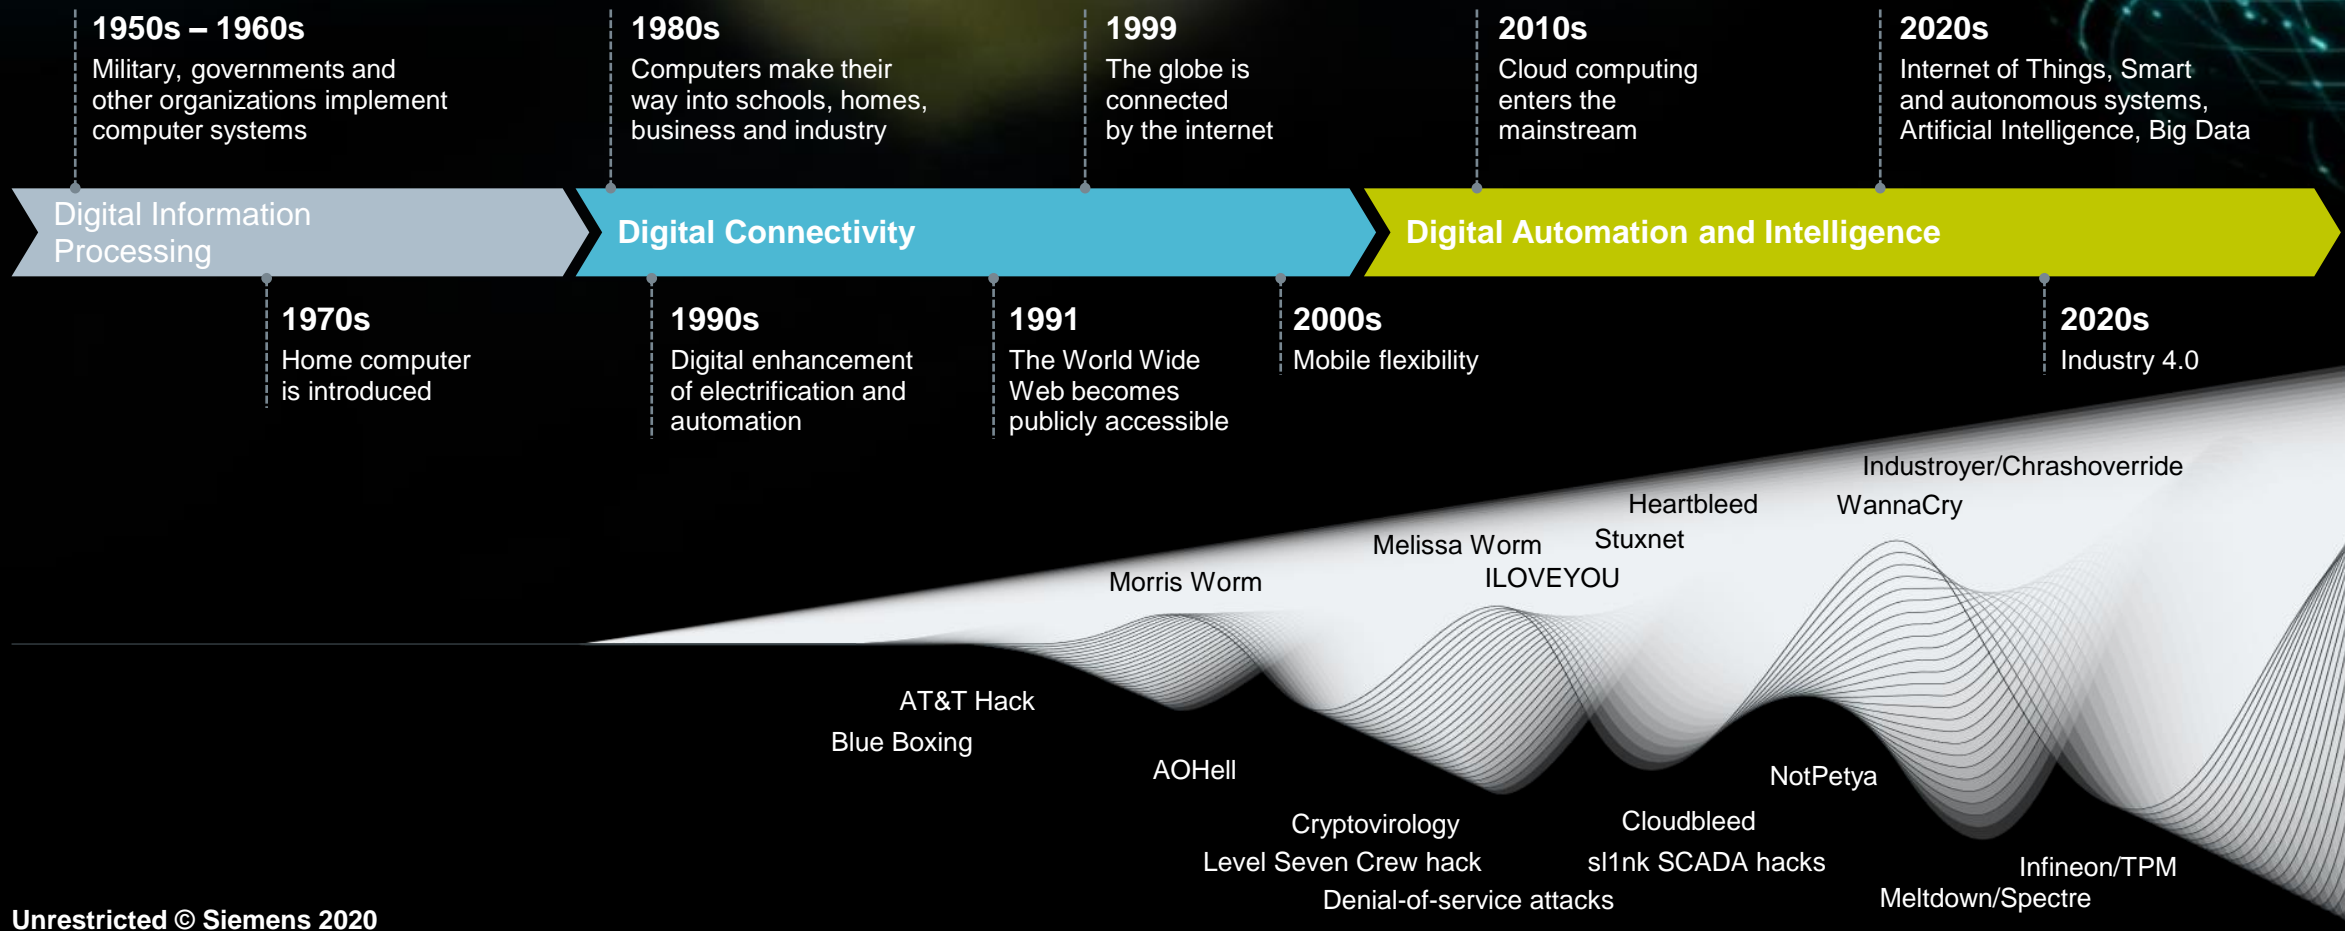 1950s – 1960s
Military, governments and
other organizations implement
computer systems
1980s
Computers make their
way into schools, homes,
business and industry
1999
The globe is
connected
by the internet
2010s
Cloud computing
enters the
mainstream
2020s
Internet of Things, Smart
and autonomous systems,
Artificial Intelligence, Big Data
Digital Information
Processing
Digital Connectivity
Digital Automation and Intelligence
1970s
Home computer
is introduced
1990s
Digital enhancement
of electrification and
automation
1991
The World Wide
Web becomes
publicly accessible
2000s
Mobile flexibility
2020s
Industry 4.0
Industroyer/Chrashoverride
Heartbleed
WannaCry
Stuxnet
Melissa Worm
ILOVEYOU
Morris Worm
AT&T Hack
Blue Boxing
AOHell
NotPetya
Cryptovirology
Cloudbleed
Level Seven Crew hack
sl1nk SCADA hacks
Infineon/TPM
Denial-of-service attacks
Meltdown/Spectre
Unrestricted © Siemens 2020